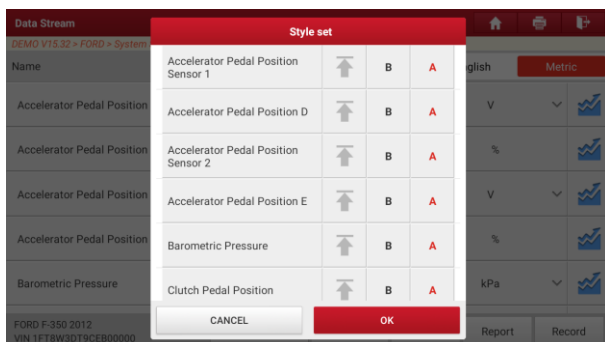 Data Stream
Style set
DEMO V15.32 > FORD > System
Name
glish
Metric
Accelerator Pedal Position
Sensor 1
B
A
Accelerator Pedal Position
V
Accelerator Pedal Position D
B
A
Accelerator Pedal Position
%
Accelerator Pedal Position
Sensor 2
B
A
Accelerator Pedal Position
V
Accelerator Pedal Position E
B
A
Accelerator Pedal Position
%
Barometric Pressure
B
A
Barometric Pressure
kPa
Clutch Pedal Position
B
A
CANCEL
OK
FORD F-350 2012
VIN 1FT8W3DT9CEB00000
Report
Record